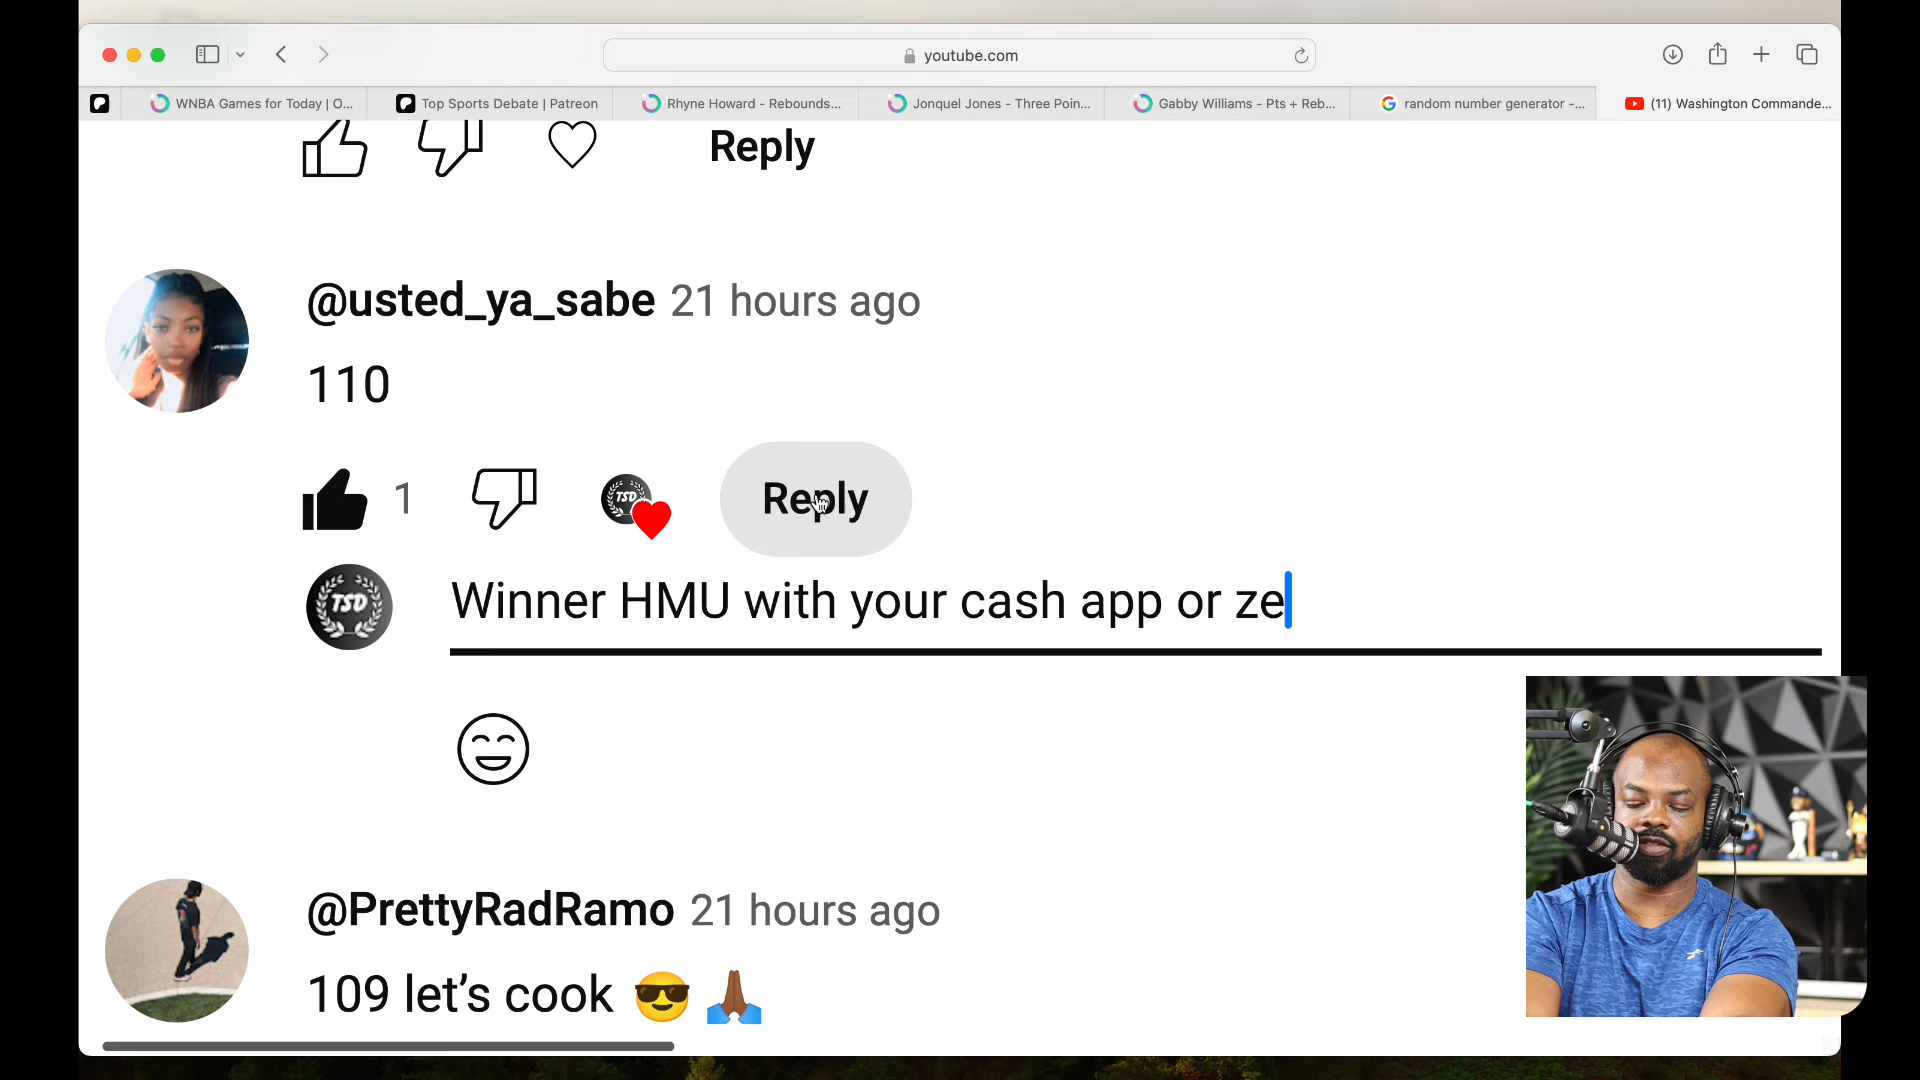 youtube.com
WNBA Games for Today | O...
Top Sports Debate | Patreon
Rhyne Howard - Rebounds...
Jonquel Jones - Three Poin...
Gabby Williams - Pts + Reb...
random number generator -...
(11) Washington Commande...
Reply
@usted_ya_sabe 21 hours ago
110
1
TSD
Reply
TSD
Winner HMU with your cash app or ze
@PrettyRadRamo 21 hours ago
109 let's cook 😎 🙏🏾